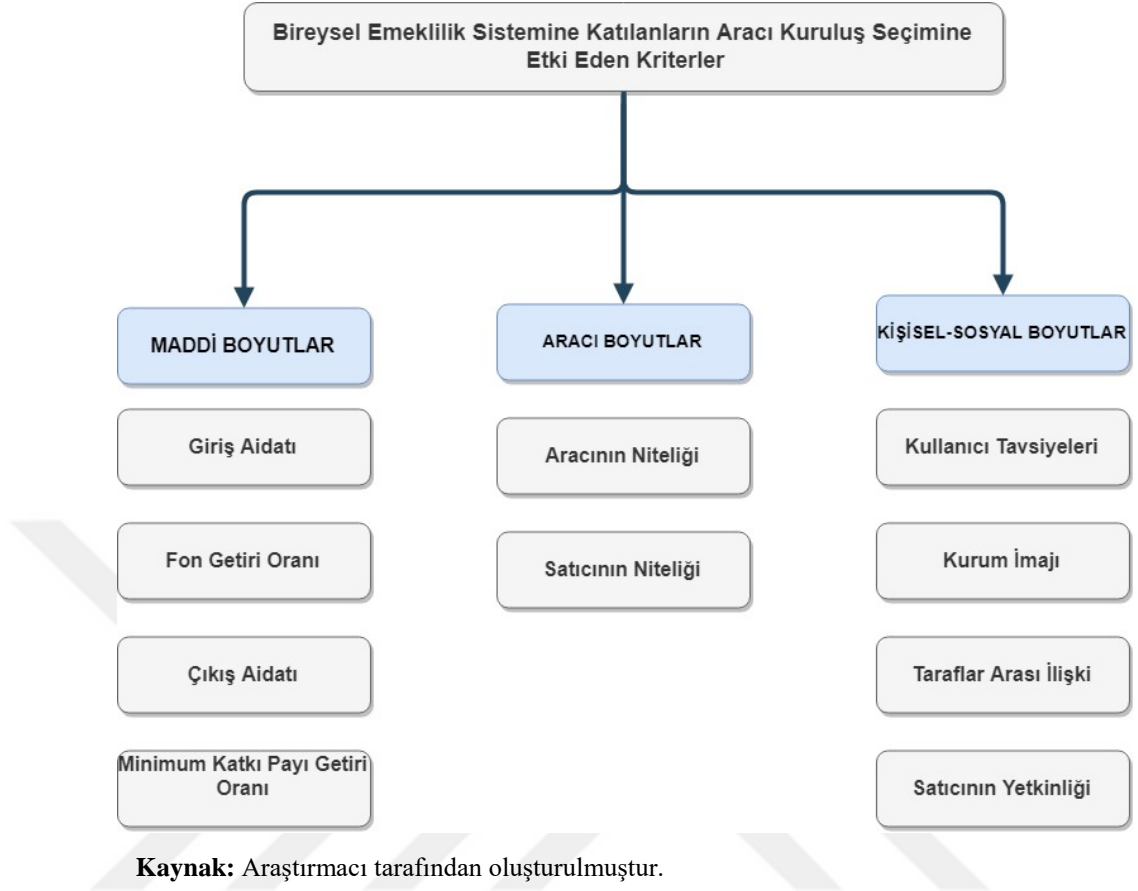 Bireysel Emeklilik Sistemine Katılanların Aracı Kuruluş Seçimine
Etki Eden Kriterler
MADDİ BOYUTLAR
Giriş Aidatı
Fon Getiri Oranı
Çıkış Aidatı
Minimum Katkı Payı Getiri
Oranı
ARACI BOYUTLAR
Aracının Niteliği
Satıcının Niteliği
KİŞİSEL-SOSYAL BOYUTLAR
Kullanıcı Tavsiyeleri
Kurum İmajı
Taraflar Arası İlişki
Satıcının Yetkinliği
Kaynak: Araştırmacı tarafından oluşturulmuştur.